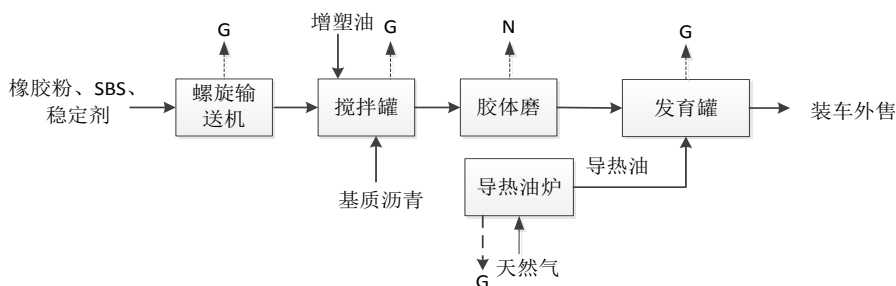 增塑油
G
G
N
G
橡胶粉、SBS、
稳定剂
螺旋输
送机
搅拌罐
胶体磨
发育罐
装车外售
基质沥青
导热油炉
导热油
天然气
G